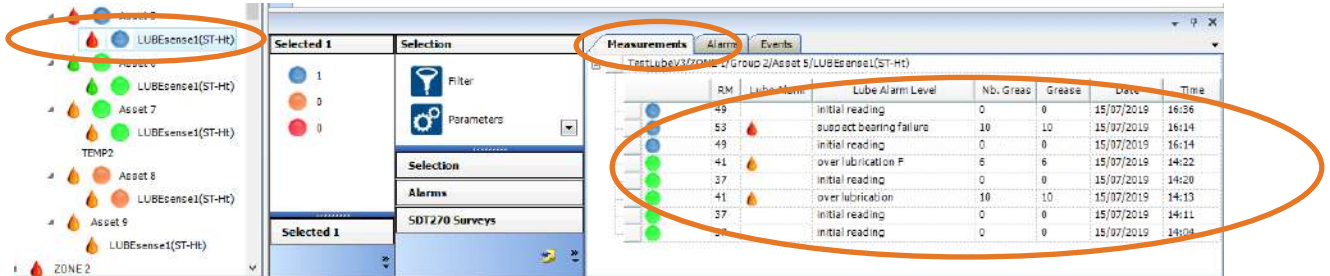 Asset 5
LUBEsense1(ST-Ht)
Asset 6
LUBEsense1(ST-Ht)
Asset 7
LUBEsense1(ST-Ht)
TEMP2
Asset 8
LUBEsense1(ST-Ht)
Asset 9
LUBEsense1(ST-Ht)
ZONE 2
Selected 1
1
0
0
Selected 1
Selection
Filter
Parameters
Selection
Alarms
SDT270 Surveys
Measurements Alarms Events
TestLubeV3/ZONE 1/Group 2/Asset 5/LUBEsense1(ST-Ht)
RM Lube Alarm Lube Alarm Level Nb. Greas Grease Date Time
49 initial reading 0 0 15/07/2019 16:36
53 suspect bearing failure 10 10 15/07/2019 16:14
49 initial reading 0 0 15/07/2019 16:14
41 over lubrication F 6 6 15/07/2019 14:22
37 initial reading 0 0 15/07/2019 14:20
41 over lubrication 10 10 15/07/2019 14:13
37 initial reading 0 0 15/07/2019 14:11
initial reading 0 0 15/07/2019 14:04